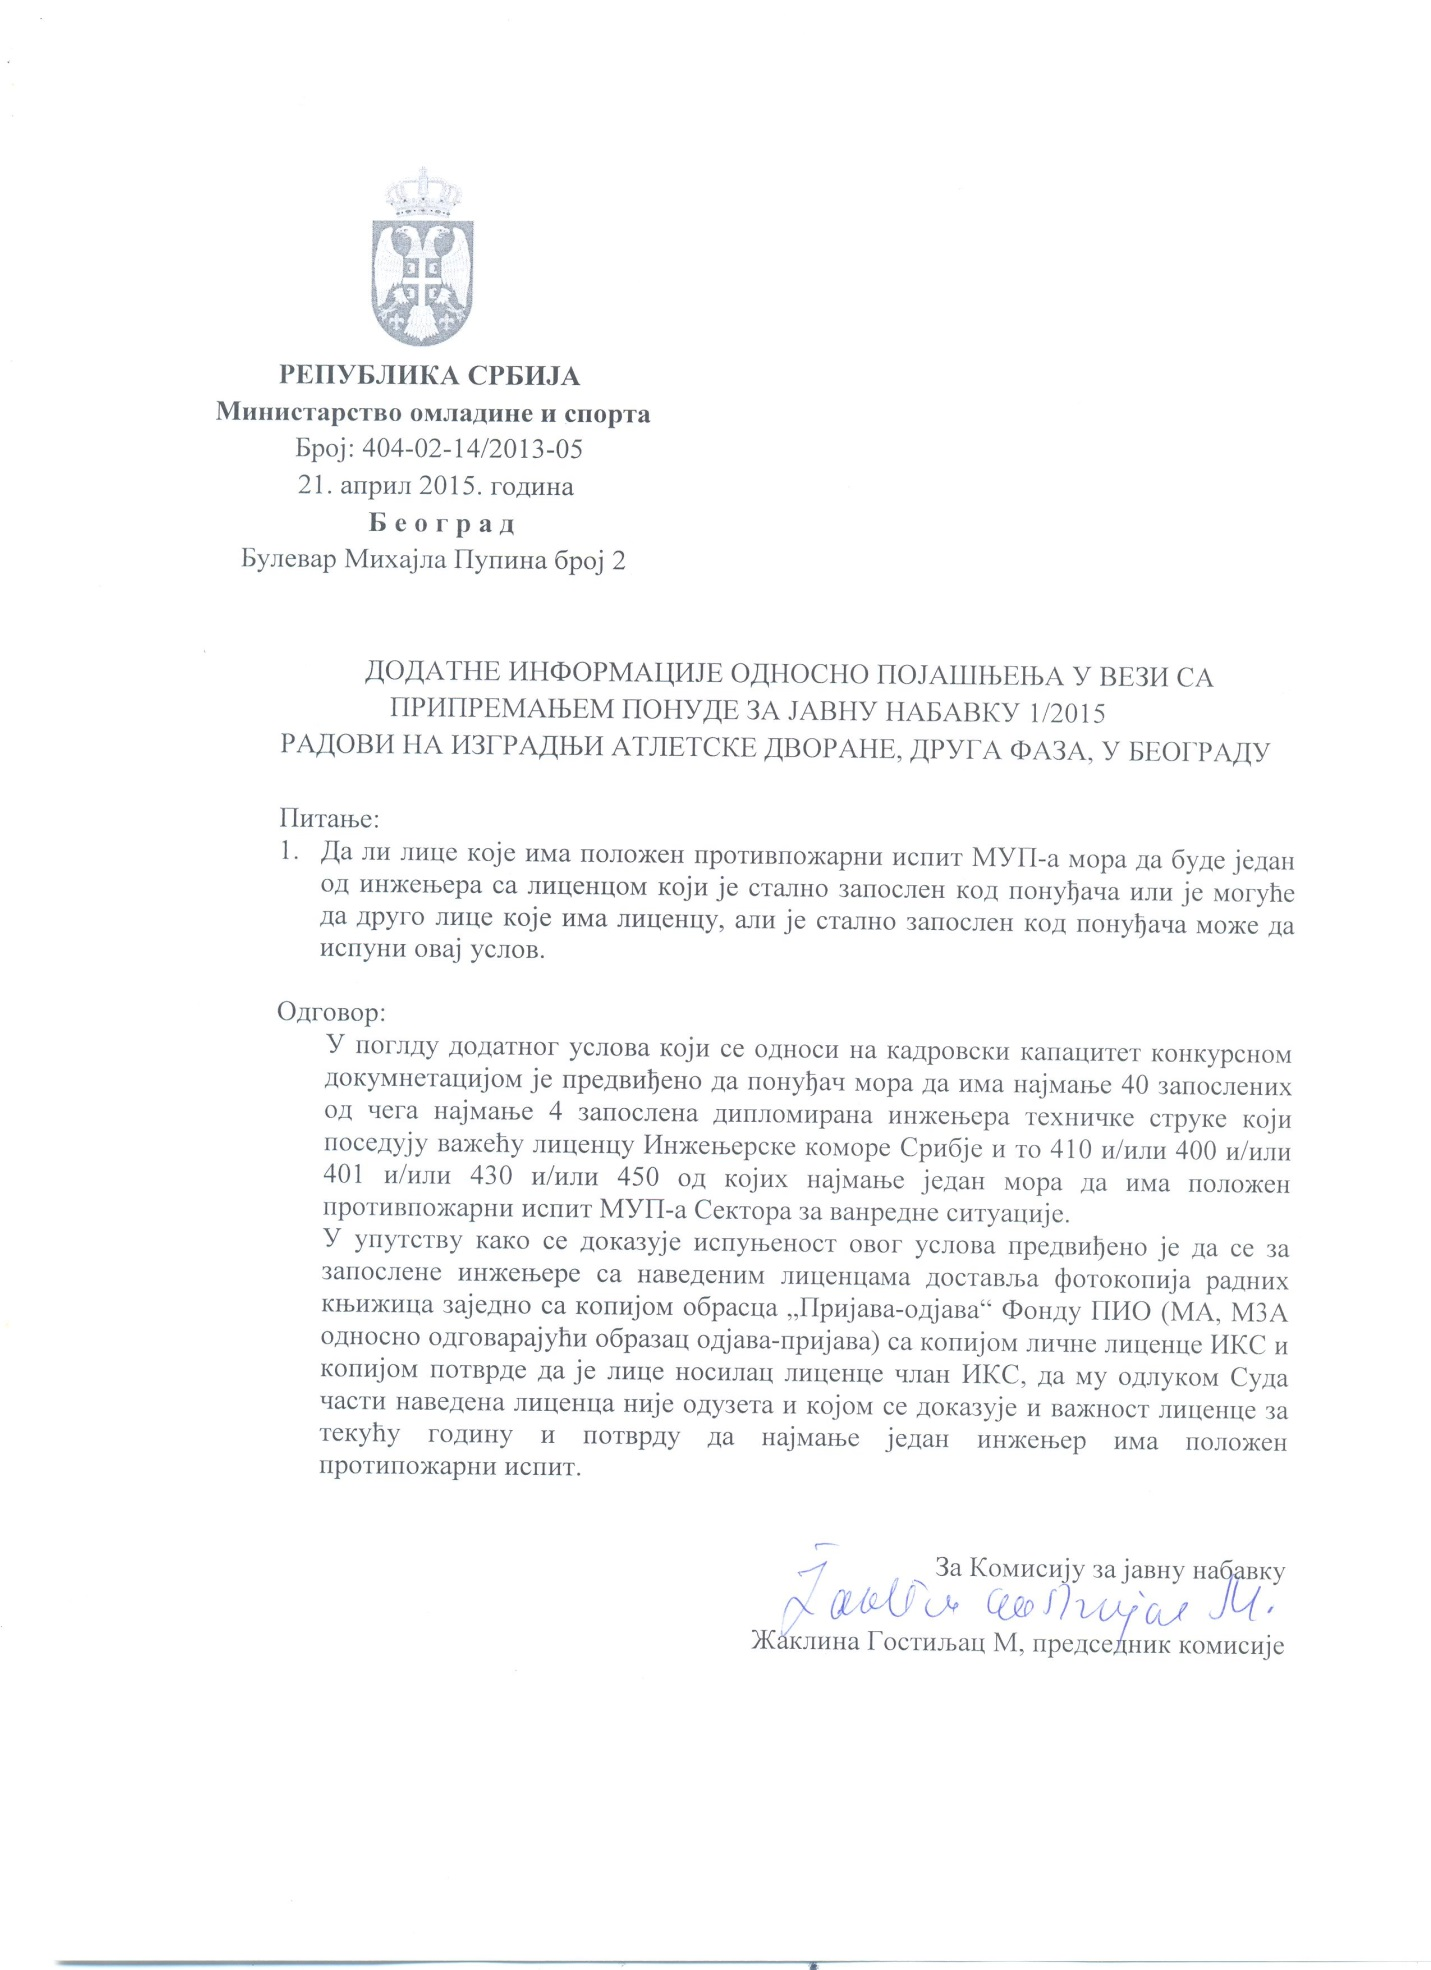 РЕПУБЛИКА СРБИЈА
Министарство омладине и спорта
Број: 404-02-14/2013-05
21. април 2015. година
Б е о г р а д
Булевар Михајла Пупина број 2
ДОДАТНЕ ИНФОРМАЦИЈЕ ОДНОСНО ПОЈАШЊЕЊА У ВЕЗИ СА
ПРИПРЕМАЊЕМ ПОНУДЕ ЗА ЈАВНУ НАБАВКУ 1/2015
РАДОВИ НА ИЗГРАДЊИ АТЛЕТСКЕ ДВОРАНЕ, ДРУГА ФАЗА, У БЕОГРАДУ
Питање:
1. Да ли лице које има положен противпожарни испит МУП-а мора да буде један
од инжењера са лиценцом који је стално запослен код понуђача или је могуће
да друго лице које има лиценцу, али је стално запослен код понуђача може да
испуни овај услов.
Одговор:
У поглду додатног услова који се односи на кадровски капацитет конкурсном
докумнетацијом је предвиђено да понуђач мора да има најмање 40 запослених
од чега најмање 4 запослена дипломирана инжењера техничке струке који
поседују важећу лиценцу Инжењерске коморе Срибје и то 410 и/или 400 и/или
401 и/или 430 и/или 450 од којих најмање један мора да има положен
противпожарни испит МУП-а Сектора за ванредне ситуације.
У упутству како се доказује испуњеност овог услова предвиђено је да се за
запослене инжењере са наведеним лиценцама доставља фотокопија радних
књижица заједно са копијом обрасца „Пријава-одјава“ Фонду ПИО (МА, М3А
односно одговарајући образац одјава-пријава) са копијом личне лиценце ИКС и
копијом потврде да је лице носилац лиценце члан ИКС, да му одлуком Суда
части наведена лиценца није одузета и којом се доказује и важност лиценце за
текућу годину и потврду да најмање један инжењер има положен
протипожарни испит.
За Комисију за јавну набавку
Жаклина Гостиљац М, председник комисије